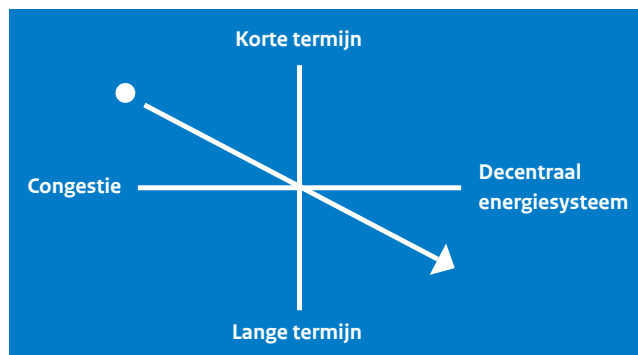 Korte termijn
Congestie
Decentraal
energiesysteem
Lange termijn